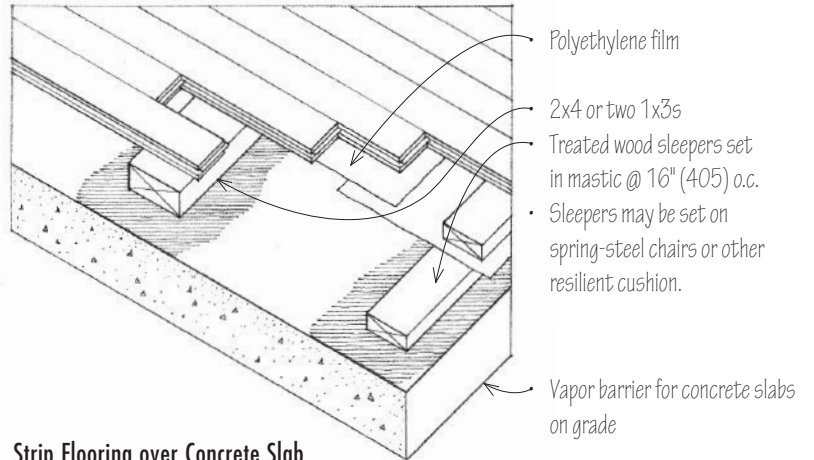 Polyethylene film
2x4 or two 1x3s
Treated wood sleepers set
in mastic @ 16" (405) o.c.
Sleepers may be set on
spring-steel chairs or other
resilient cushion.
Vapor barrier for concrete slabs
on grade
Strip Flooring over Concrete Slab